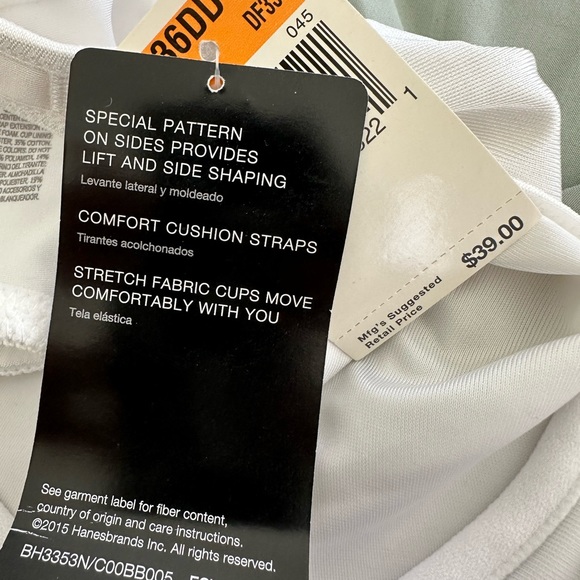 36DD
DF33
045
22
1
$39.00
Mfg's Suggested
Retail Price
SPECIAL PATTERN
ON SIDES PROVIDES
LIFT AND SIDE SHAPING
Levante lateral y moldeado
COMFORT CUSHION STRAPS
Tirantes acolchonados
STRETCH FABRIC CUPS MOVE
COMFORTABLY WITH YOU
Tela elástica
See garment label for fiber content,
country of origin and care instructions.
©2015 Hanesbrands Inc. All rights reserved.
BH3353N/C00BB005